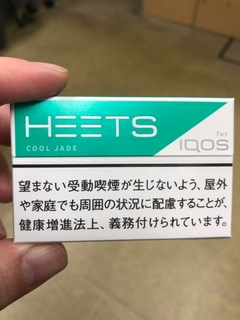 HEETS
for
COOL JADE
IQOS
望まない受動喫煙が生じないよう、屋外
や家庭でも周囲の状況に配慮することが、
健康増進法上、義務付けられています。